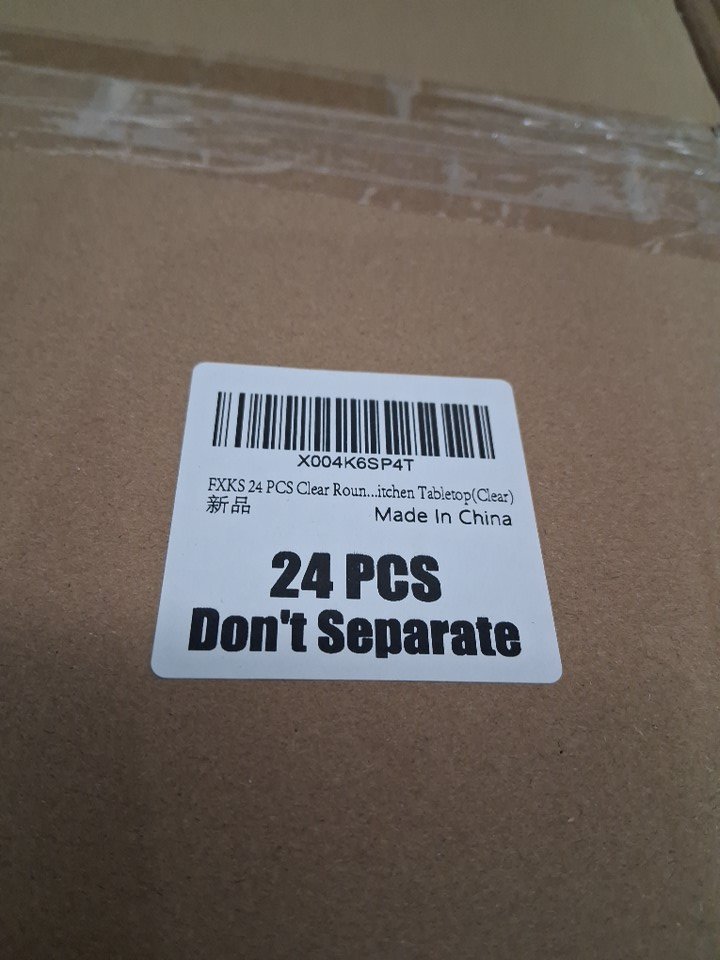 X004K6SP4T
FXKS 24 PCS Clear Roun...itchen Tabletop(Clear)
新品
Made In China
24 PCS
Don't Separate